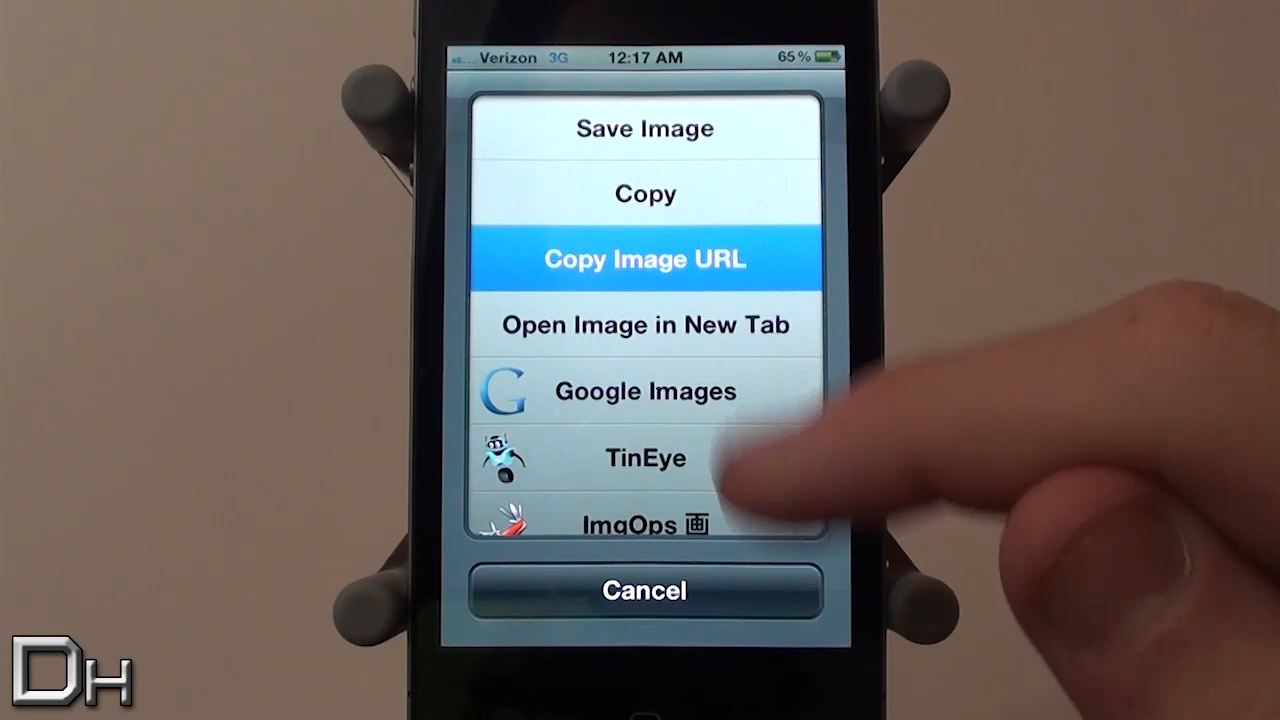 Verizon 3G 12:17 AM 65%
Save Image
Copy
Copy Image URL
Open Image in New Tab
G Google Images
TinEye
ImgOps 画
Cancel
DH